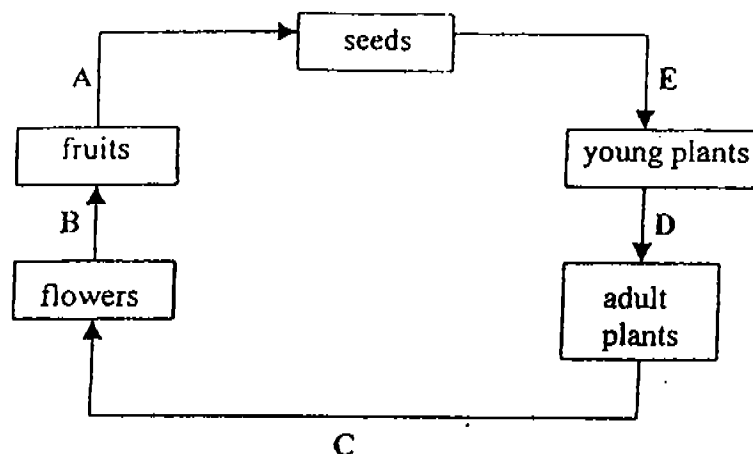 seeds
A
E
fruits
young plants
B
D
flowers
adult
plants
C